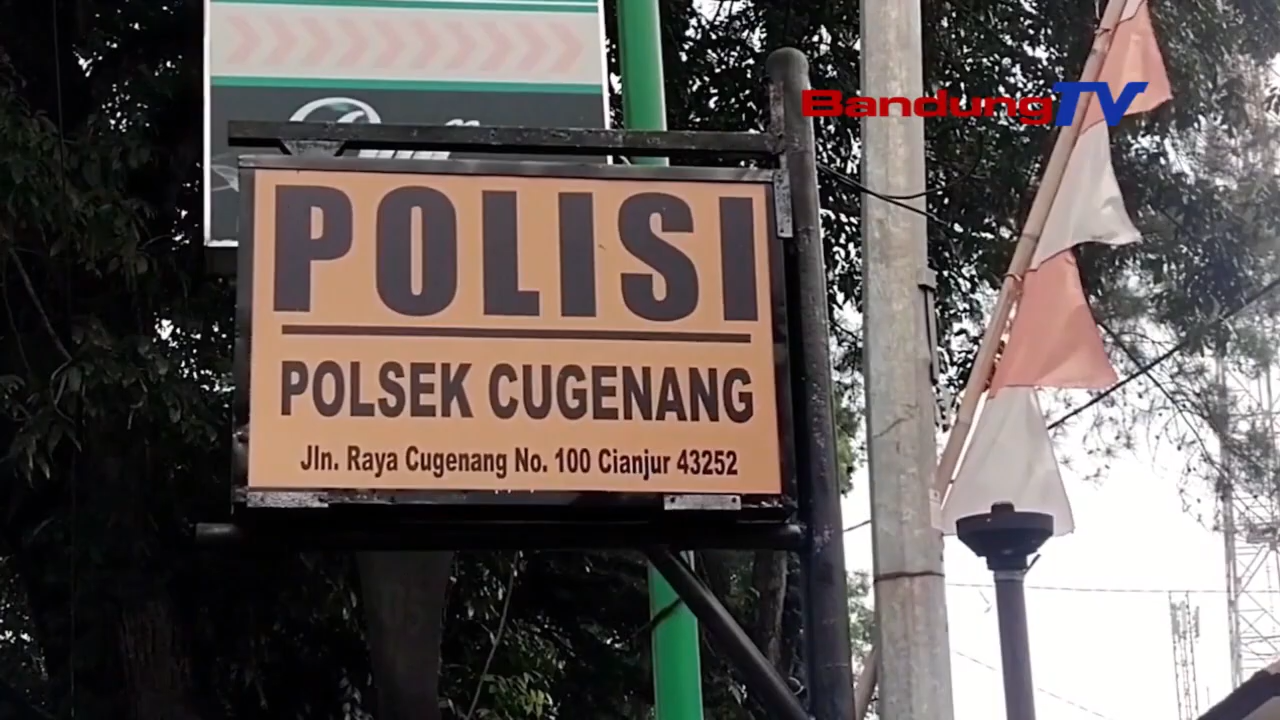 BandungTV
POLISI
POLSEK CUGENANG
Jln. Raya Cugenang No. 100 Cianjur 43252